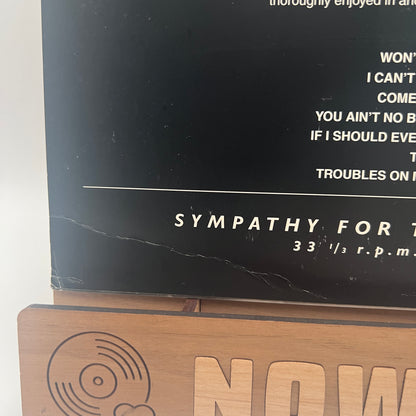 thoroughly enjoyed in
WON'
I CAN'T
COME
YOU AIN'T NO B
IF I SHOULD EVE
T
TROUBLES ON
SYMPATHY FOR T
33 ⅓ r.p.m.
NOW